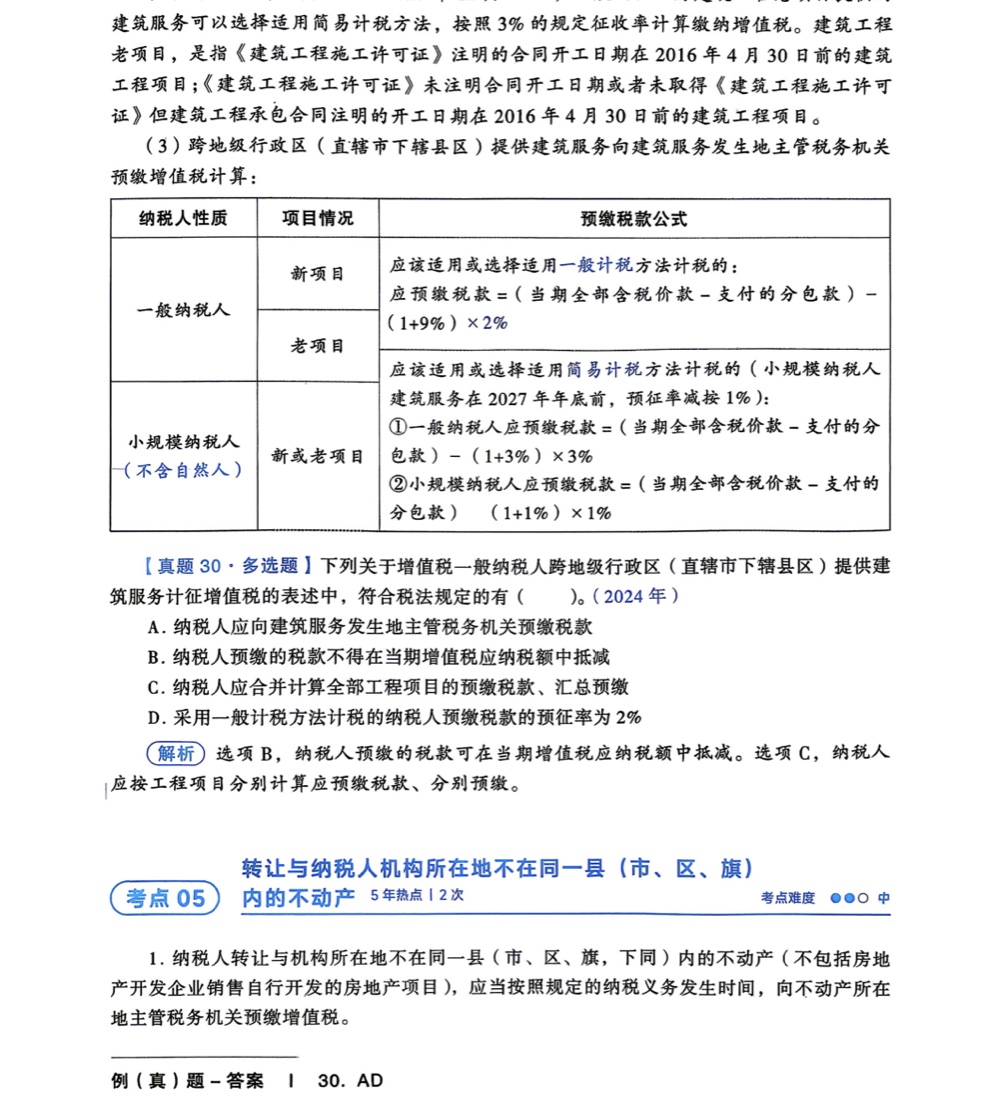 建筑服务可以选择适用简易计税方法，按照 3% 的规定征收率计算缴纳增值税。建筑工程
老项目，是指《建筑工程施工许可证》注明的合同开工日期在 2016 年 4 月 30 日前的建筑
工程项目；《建筑工程施工许可证》未注明合同开工日期或者未取得《建筑工程施工许可
证》但建筑工程承包合同注明的开工日期在 2016 年 4 月 30 日前的建筑工程项目。
（3）跨地级行政区（直辖市下辖县区）提供建筑服务向建筑服务发生地主管税务机关
预缴增值税计算：
纳税人性质 项目情况 预缴税款公式
一般纳税人
新项目
老项目
应该适用或选择适用一般计税方法计税的：
应预缴税款 =（当期全部含税价款 – 支付的分包款）–
（1+9%）×2%
小规模纳税人
（不含自然人）
新或老项目
应该适用或选择适用简易计税方法计税的（小规模纳税人
建筑服务在 2027 年年底前，预征率减按 1%）：
①一般纳税人应预缴税款 =（当期全部含税价款 – 支付的分
包款）–（1+3%）×3%
②小规模纳税人应预缴税款 =（当期全部含税价款 – 支付的
分包款） （1+1%）×1%
【真题 30 · 多选题】下列关于增值税一般纳税人跨地级行政区（直辖市下辖县区）提供建
筑服务计征增值税的表述中，符合税法规定的有（ ）。（2024 年）
A. 纳税人应向建筑服务发生地主管税务机关预缴税款
B. 纳税人预缴的税款不得在当期增值税应纳税额中抵减
C. 纳税人应合并计算全部工程项目的预缴税款、汇总预缴
D. 采用一般计税方法计税的纳税人预缴税款的预征率为 2%
解析 选项 B，纳税人预缴的税款可在当期增值税应纳税额中抵减。选项 C，纳税人
应按工程项目分别计算应预缴税款、分别预缴。
考点 05
转让与纳税人机构所在地不在同一县（市、区、旗）
内的不动产 5 年热点 | 2 次
考点难度 中
1. 纳税人转让与机构所在地不在同一县（市、区、旗，下同）内的不动产（不包括房地
产开发企业销售自行开发的房地产项目），应当按照规定的纳税义务发生时间，向不动产所在
地主管税务机关预缴增值税。
例（真）题 – 答案 | 30. AD